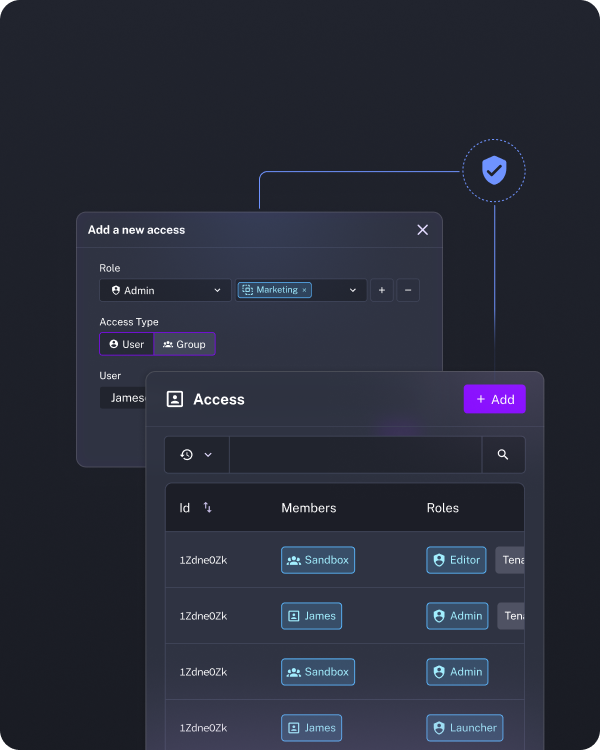 Add a new access
Role
Admin Marketing × + −
Access Type
User Group
User
James
Access + Add
Id Members Roles
1Zdne0Zk Sandbox Editor Tena
1Zdne0Zk James Admin Tena
1Zdne0Zk Sandbox Admin
1Zdne0Zk James Launcher